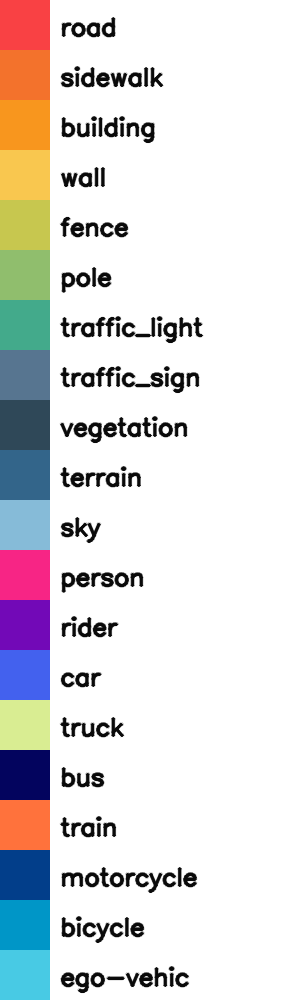 road
sidewalk
building
wall
fence
pole
traffic_light
traffic_sign
vegetation
terrain
sky
person
rider
car
truck
bus
train
motorcycle
bicycle
ego-vehic